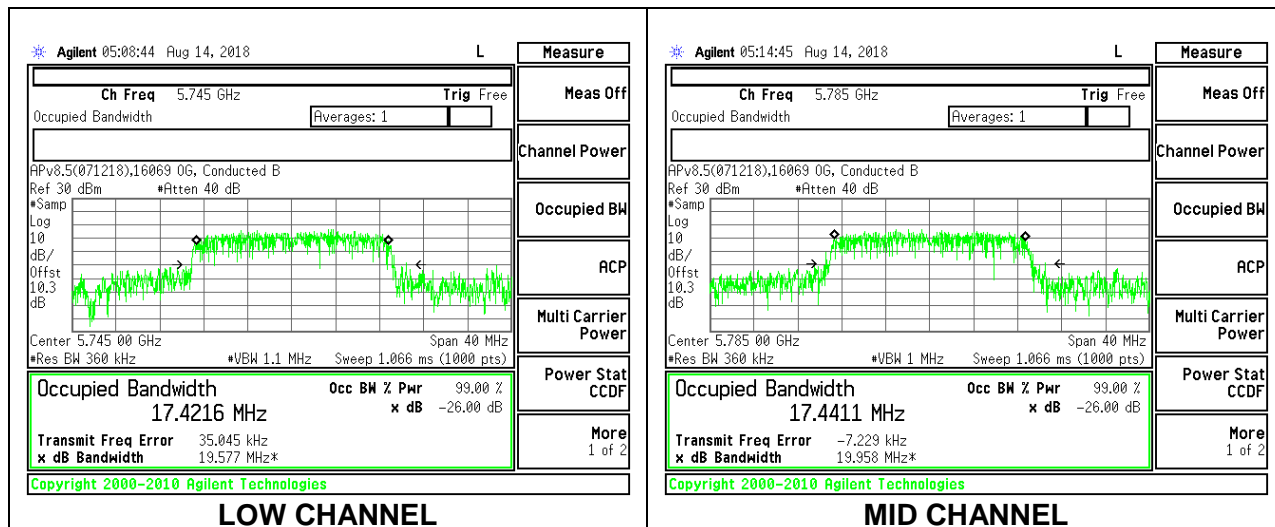 Agilent 05:08:44 Aug 14, 2018 L Measure
Ch Freq 5.745 GHz Trig Free
Occupied Bandwidth Averages: 1
APv8.5(071218),16069 OG, Conducted B
Ref 30 dBm #Atten 40 dB
#Samp
Log
10
dB/
Offst
10.3
dB
Center 5.745 00 GHz Span 40 MHz
#Res BW 360 kHz #VBW 1.1 MHz Sweep 1.066 ms (1000 pts)
Occupied Bandwidth Occ BW % Pwr 99.00 %
17.4216 MHz x dB -26.00 dB
Transmit Freq Error 35.045 kHz
x dB Bandwidth 19.577 MHz*
Copyright 2000-2010 Agilent Technologies
Meas Off
Channel Power
Occupied BW
ACP
Multi Carrier
Power
Power Stat
CCDF
More
1 of 2
LOW CHANNEL
Agilent 05:14:45 Aug 14, 2018 L Measure
Ch Freq 5.785 GHz Trig Free
Occupied Bandwidth Averages: 1
APv8.5(071218),16069 OG, Conducted B
Ref 30 dBm #Atten 40 dB
#Samp
Log
10
dB/
Offst
10.3
dB
Center 5.785 00 GHz Span 40 MHz
#Res BW 360 kHz #VBW 1 MHz Sweep 1.066 ms (1000 pts)
Occupied Bandwidth Occ BW % Pwr 99.00 %
17.4411 MHz x dB -26.00 dB
Transmit Freq Error -7.229 kHz
x dB Bandwidth 19.958 MHz*
Copyright 2000-2010 Agilent Technologies
Meas Off
Channel Power
Occupied BW
ACP
Multi Carrier
Power
Power Stat
CCDF
More
1 of 2
MID CHANNEL